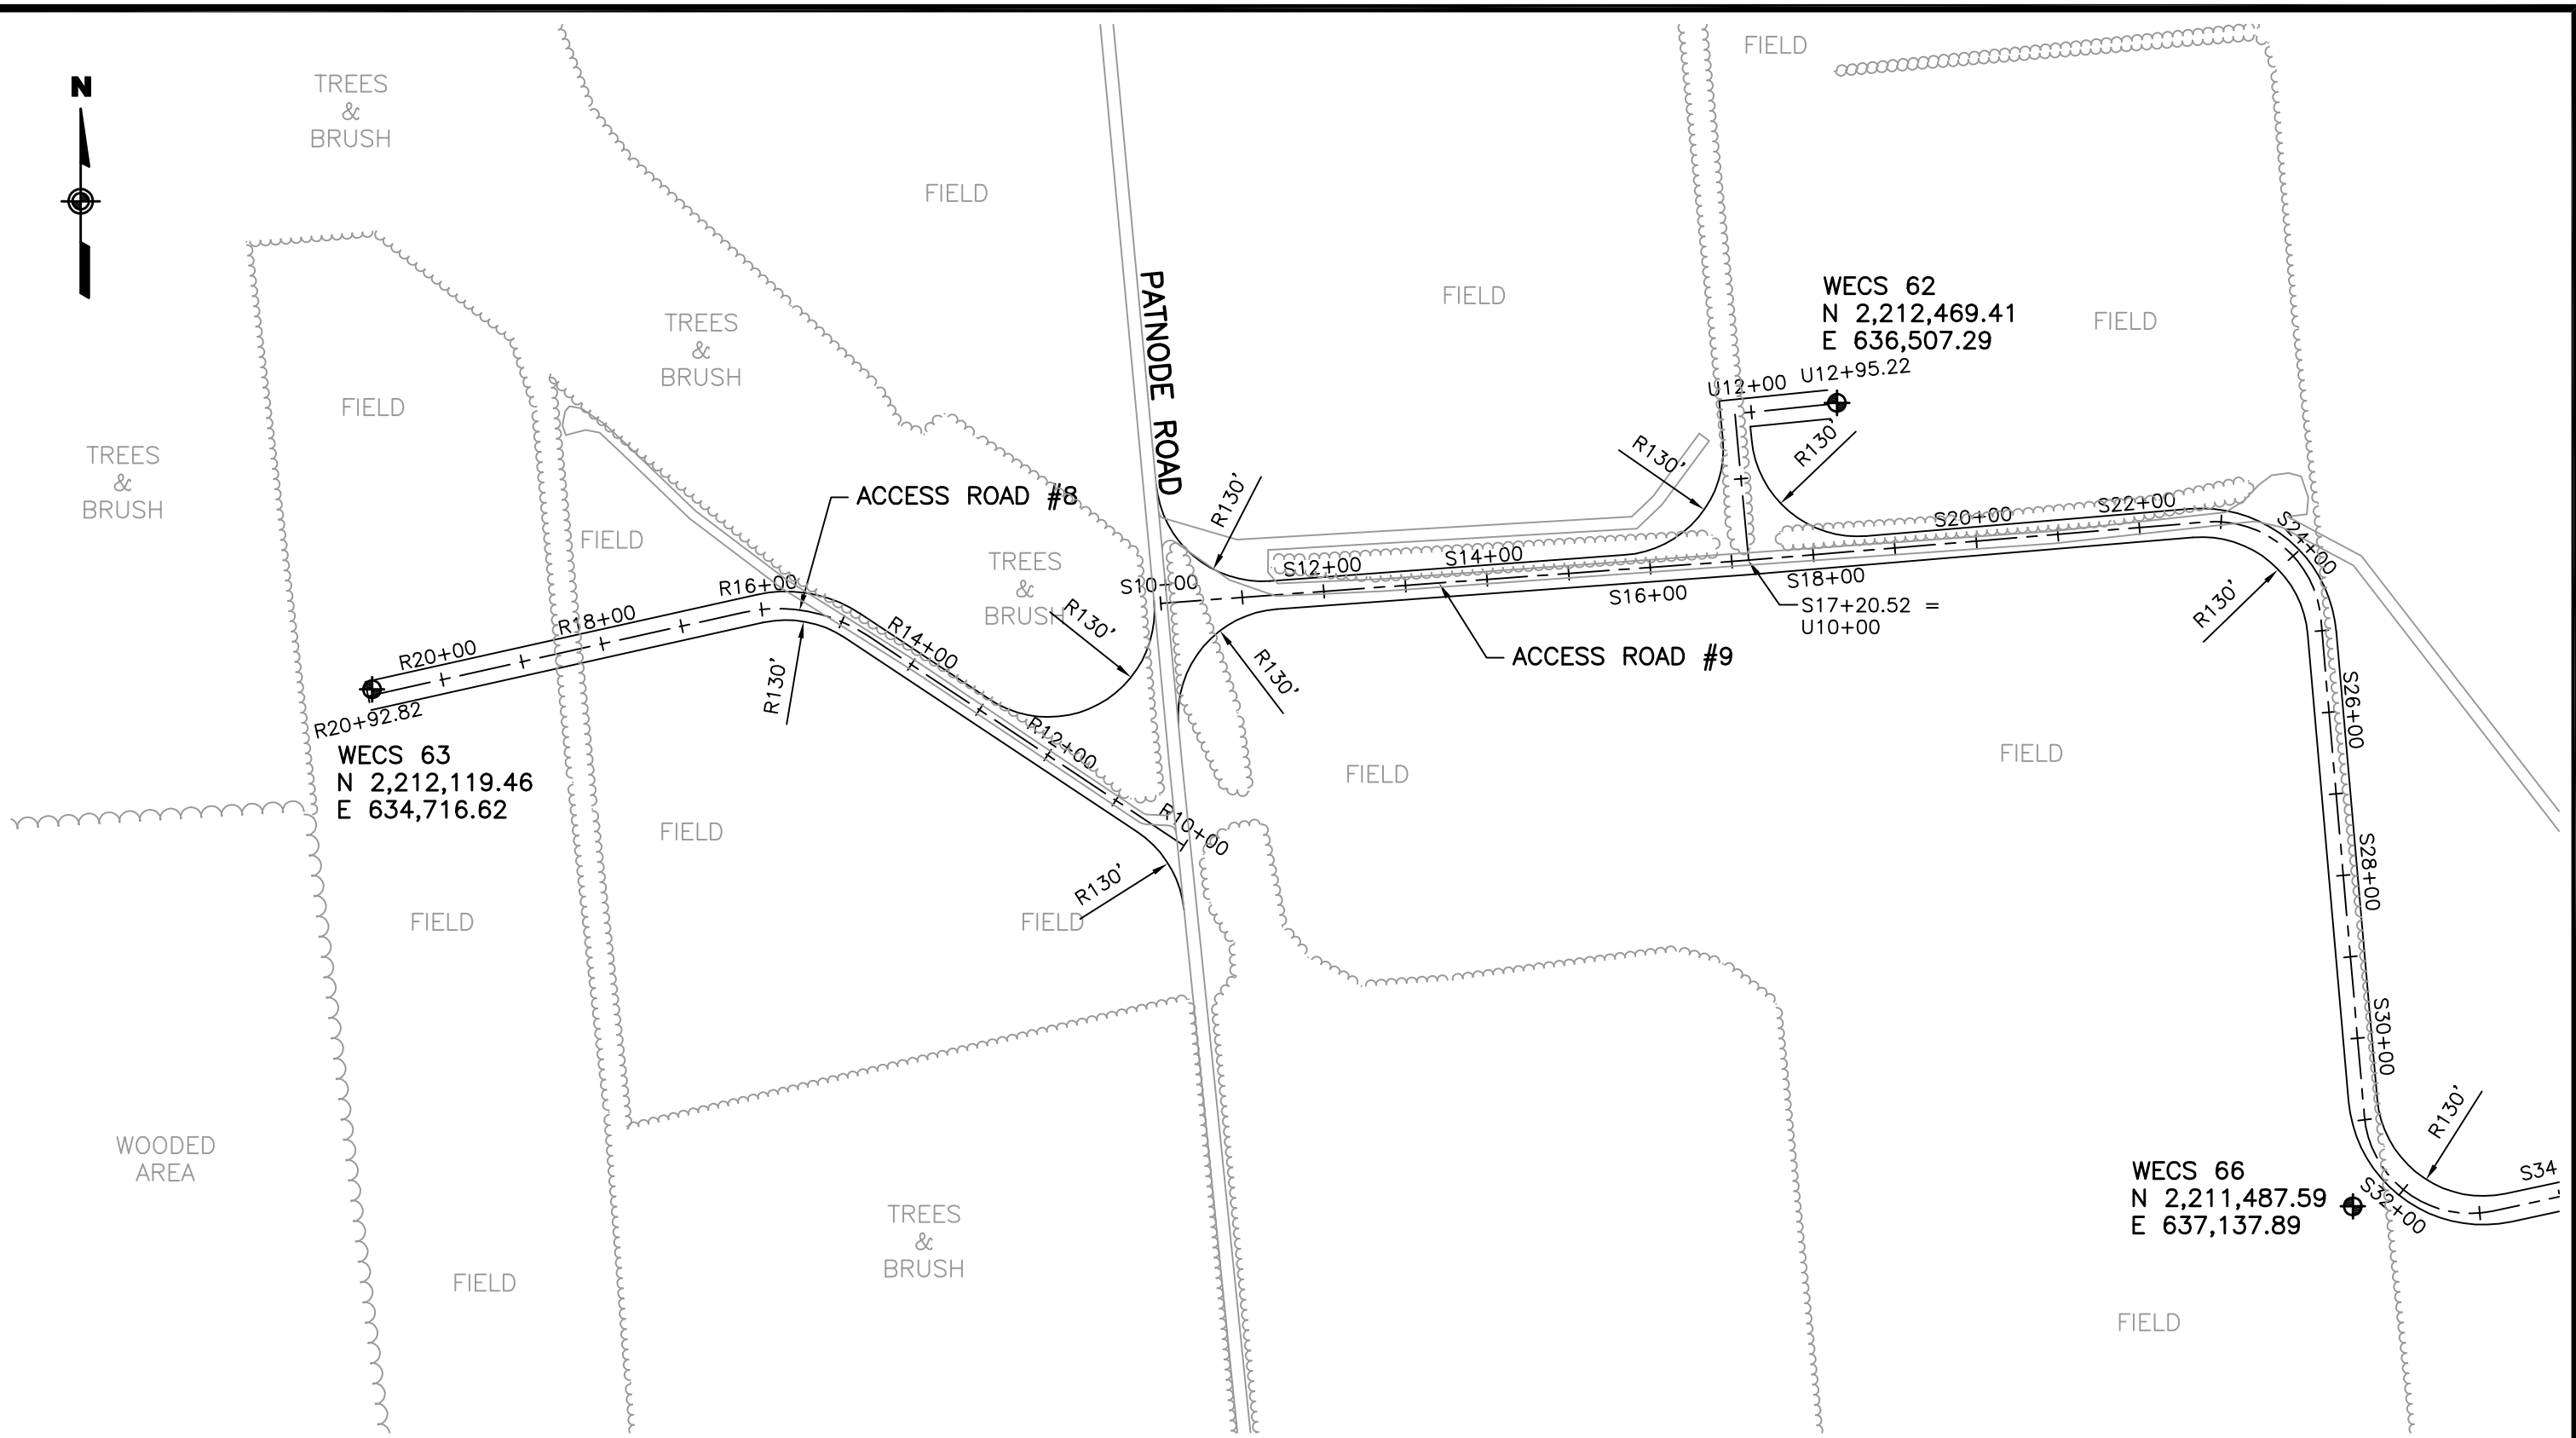 N
TREES
&
BRUSH
FIELD
FIELD
TREES
&
BRUSH
FIELD
TREES
&
BRUSH
FIELD
PATNODE ROAD
FIELD
WECS 62
N 2,212,469.41
E 636,507.29
U12+00
U12+95.22
FIELD
R130'
R130'
R130'
ACCESS ROAD #8
FIELD
TREES
&
BRUSH
S10+00
S12+00
S14+00
S16+00
S18+00
S20+00
S22+00
S24+00
S17+20.52 =
U10+00
ACCESS ROAD #9
R130'
R130'
R130'
R130'
R20+00
R18+00
R16+00
R14+00
R12+00
R10+00
R20+92.82
WECS 63
N 2,212,119.46
E 634,716.62
FIELD
FIELD
FIELD
S26+00
S28+00
S30+00
R130'
FIELD
FIELD
WOODED
AREA
FIELD
TREES
&
BRUSH
WECS 66
N 2,211,487.59
E 637,137.89
R130'
S32+00
S34
FIELD